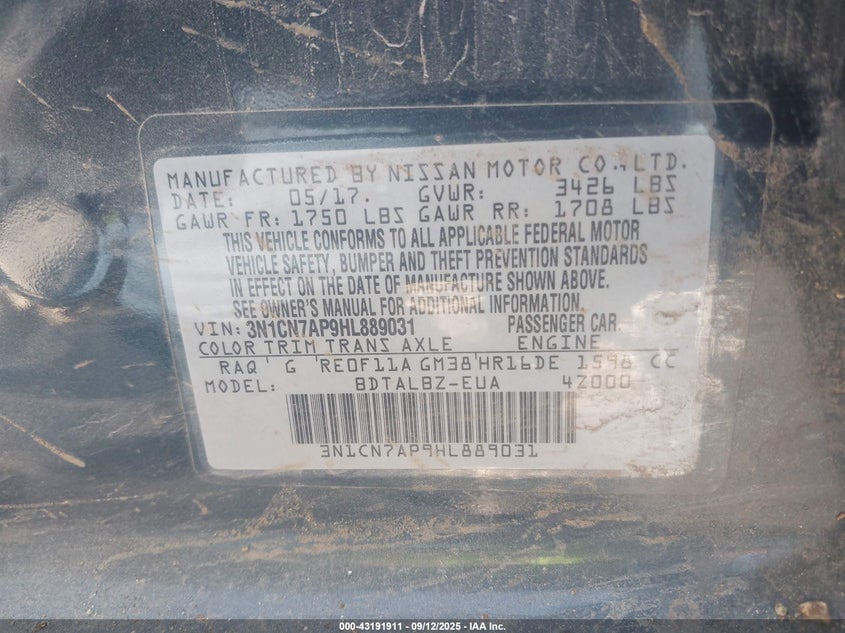 MANUFACTURED BY NISSAN MOTOR CO., LTD.
DATE: 05/17. GVWR: 3426 LBS
GAWR FR: 1750 LBS GAWR RR: 1708 LBS
THIS VEHICLE CONFORMS TO ALL APPLICABLE FEDERAL MOTOR
VEHICLE SAFETY, BUMPER AND THEFT PREVENTION STANDARDS
IN EFFECT ON THE DATE OF MANUFACTURE SHOWN ABOVE.
SEE OWNER'S MANUAL FOR ADDITIONAL INFORMATION.
VIN: 3N1CN7AP9HL889031 PASSENGER CAR.
COLOR TRIM TRANS AXLE ENGINE
RAQ' G 'RE0F11A GM38'HR16DE 1598 CC
MODEL: BDTALBZ-EUA 4Z000
3N1CN7AP9HL889031
000-43191911 - 09/12/2025 - IAA Inc.